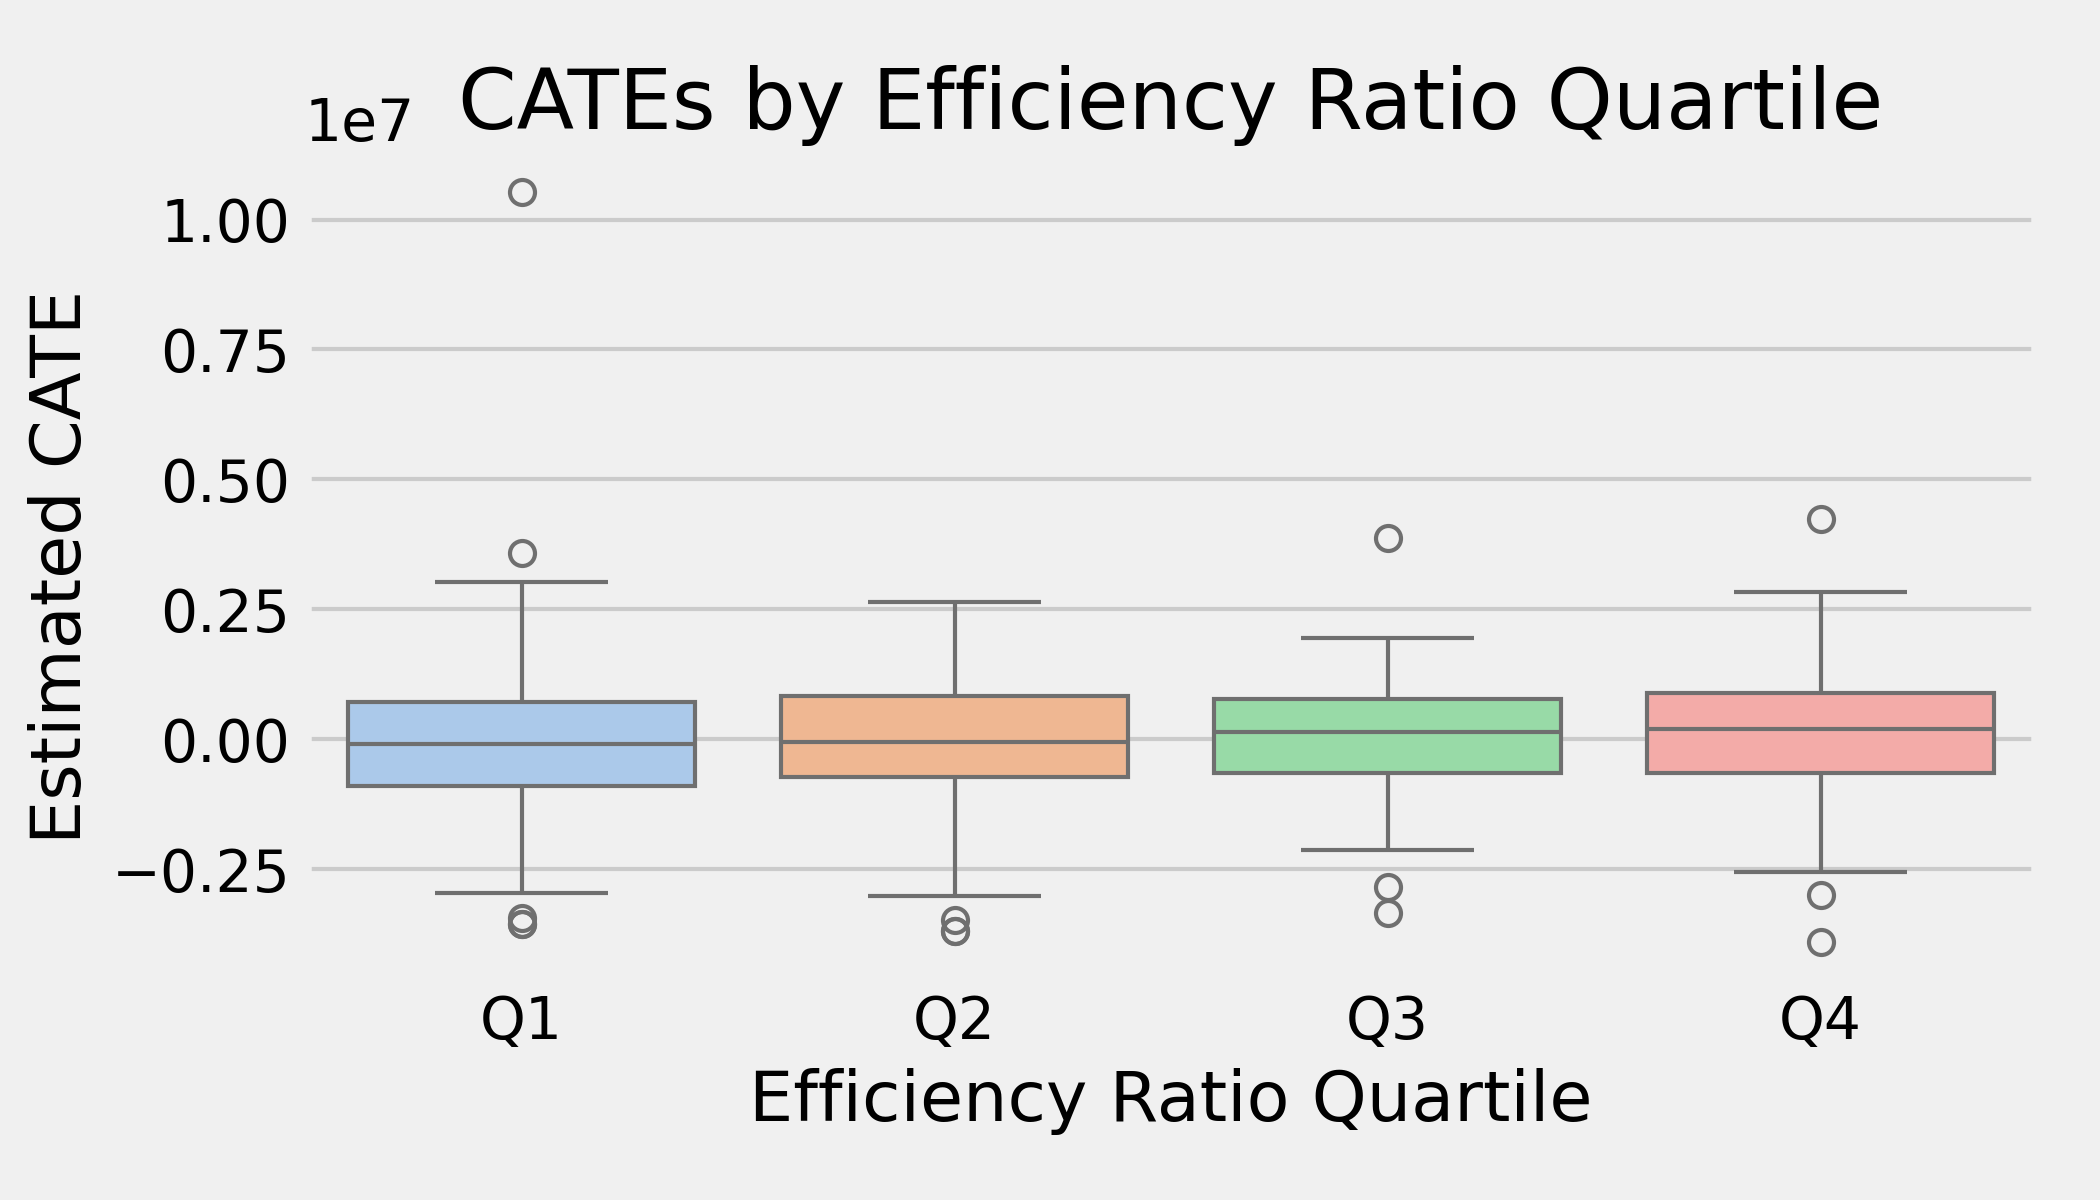 CATEs by Efficiency Ratio Quartile
1e7
1.00
0.75
0.50
0.25
0.00
−0.25
Estimated CATE
Q1 Q2 Q3 Q4
Efficiency Ratio Quartile